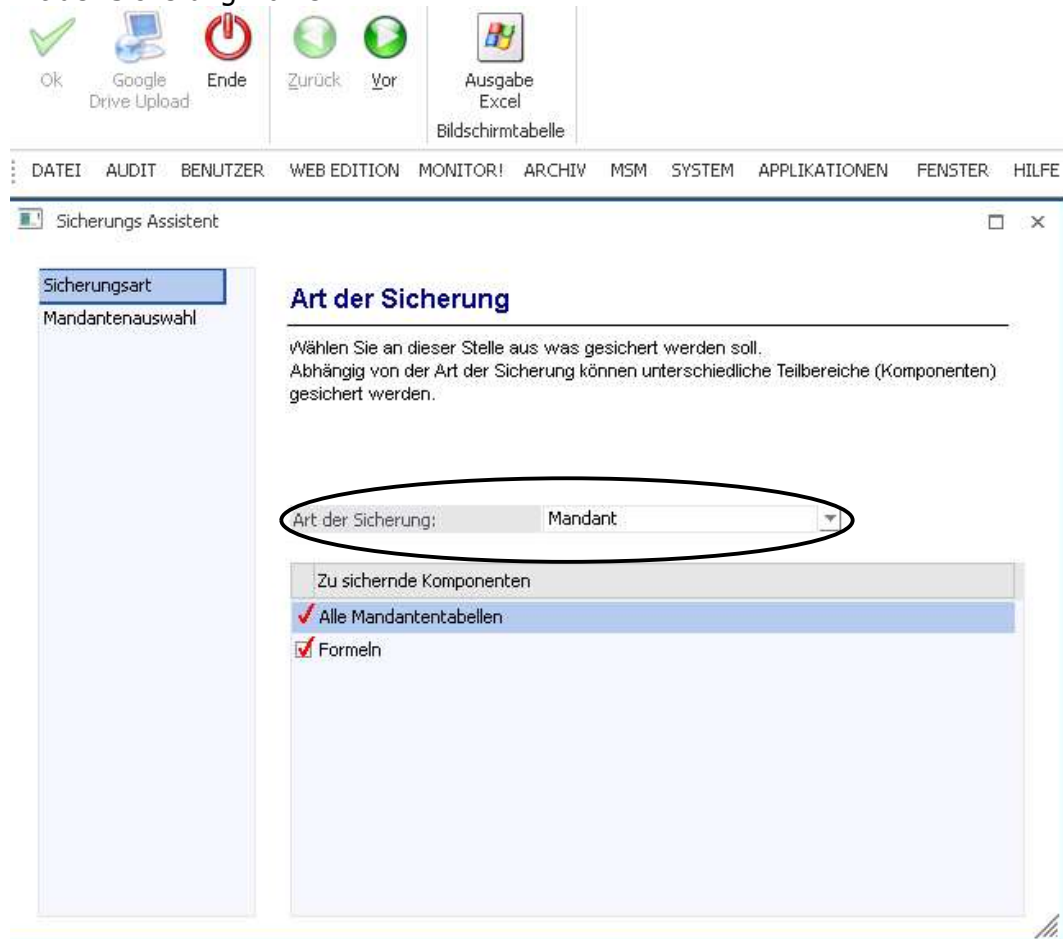 Ok
Google
Drive Upload
Ende
Zurück
Vor
Ausgabe
Excel
Bildschirmtabelle
DATEI AUDIT BENUTZER WEB EDITION MONITOR! ARCHIV MSM SYSTEM APPLIKATIONEN FENSTER HILFE
Sicherungs Assistent
Sicherungsart
Mandantenauswahl
Art der Sicherung
Wählen Sie an dieser Stelle aus was gesichert werden soll.
Abhängig von der Art der Sicherung können unterschiedliche Teilbereiche (Komponenten)
gesichert werden.
Art der Sicherung: Mandant
Zu sichernde Komponenten
Alle Mandantentabellen
Formeln